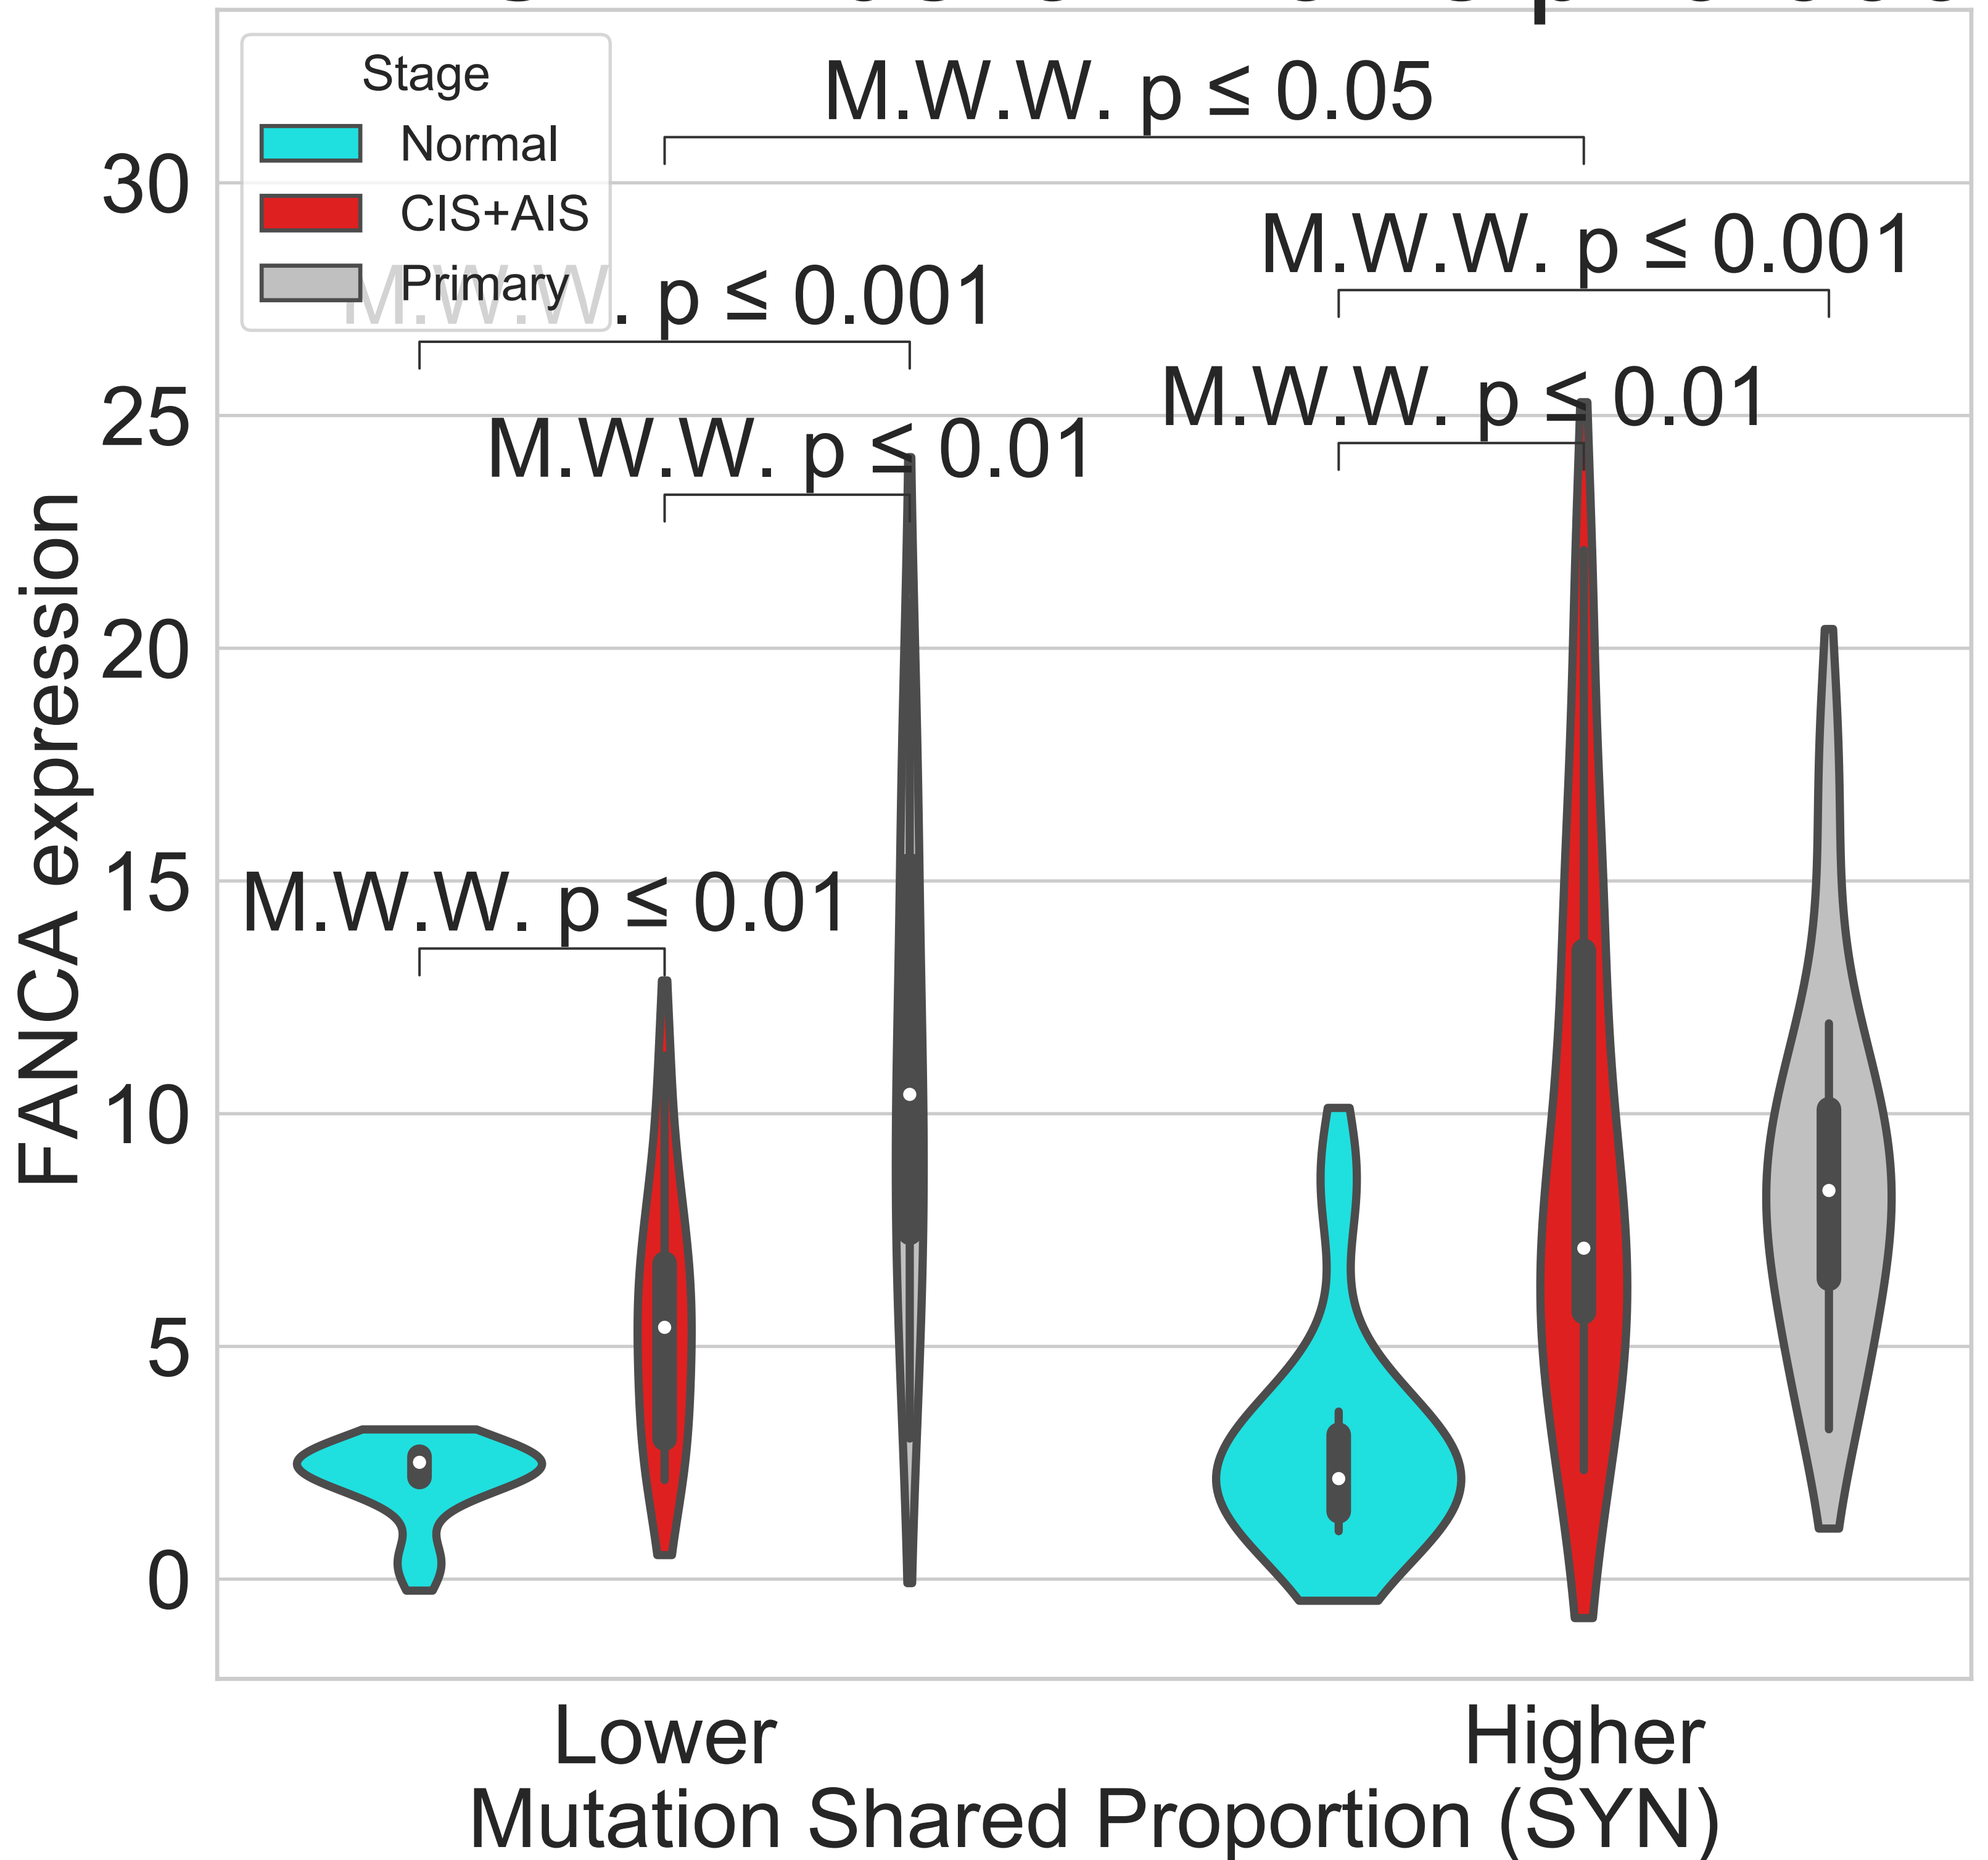 Stage
Normal
CIS+AIS
Primary
M.W.W. p ≤ 0.05
M.W.W. p ≤ 0.001
M.W.W. p ≤ 0.001
M.W.W. p ≤ 0.01
M.W.W. p ≤ 0.01
M.W.W. p ≤ 0.01
FANCA expression
30
25
20
15
10
5
0
Lower
Higher
Mutation Shared Proportion (SYN)